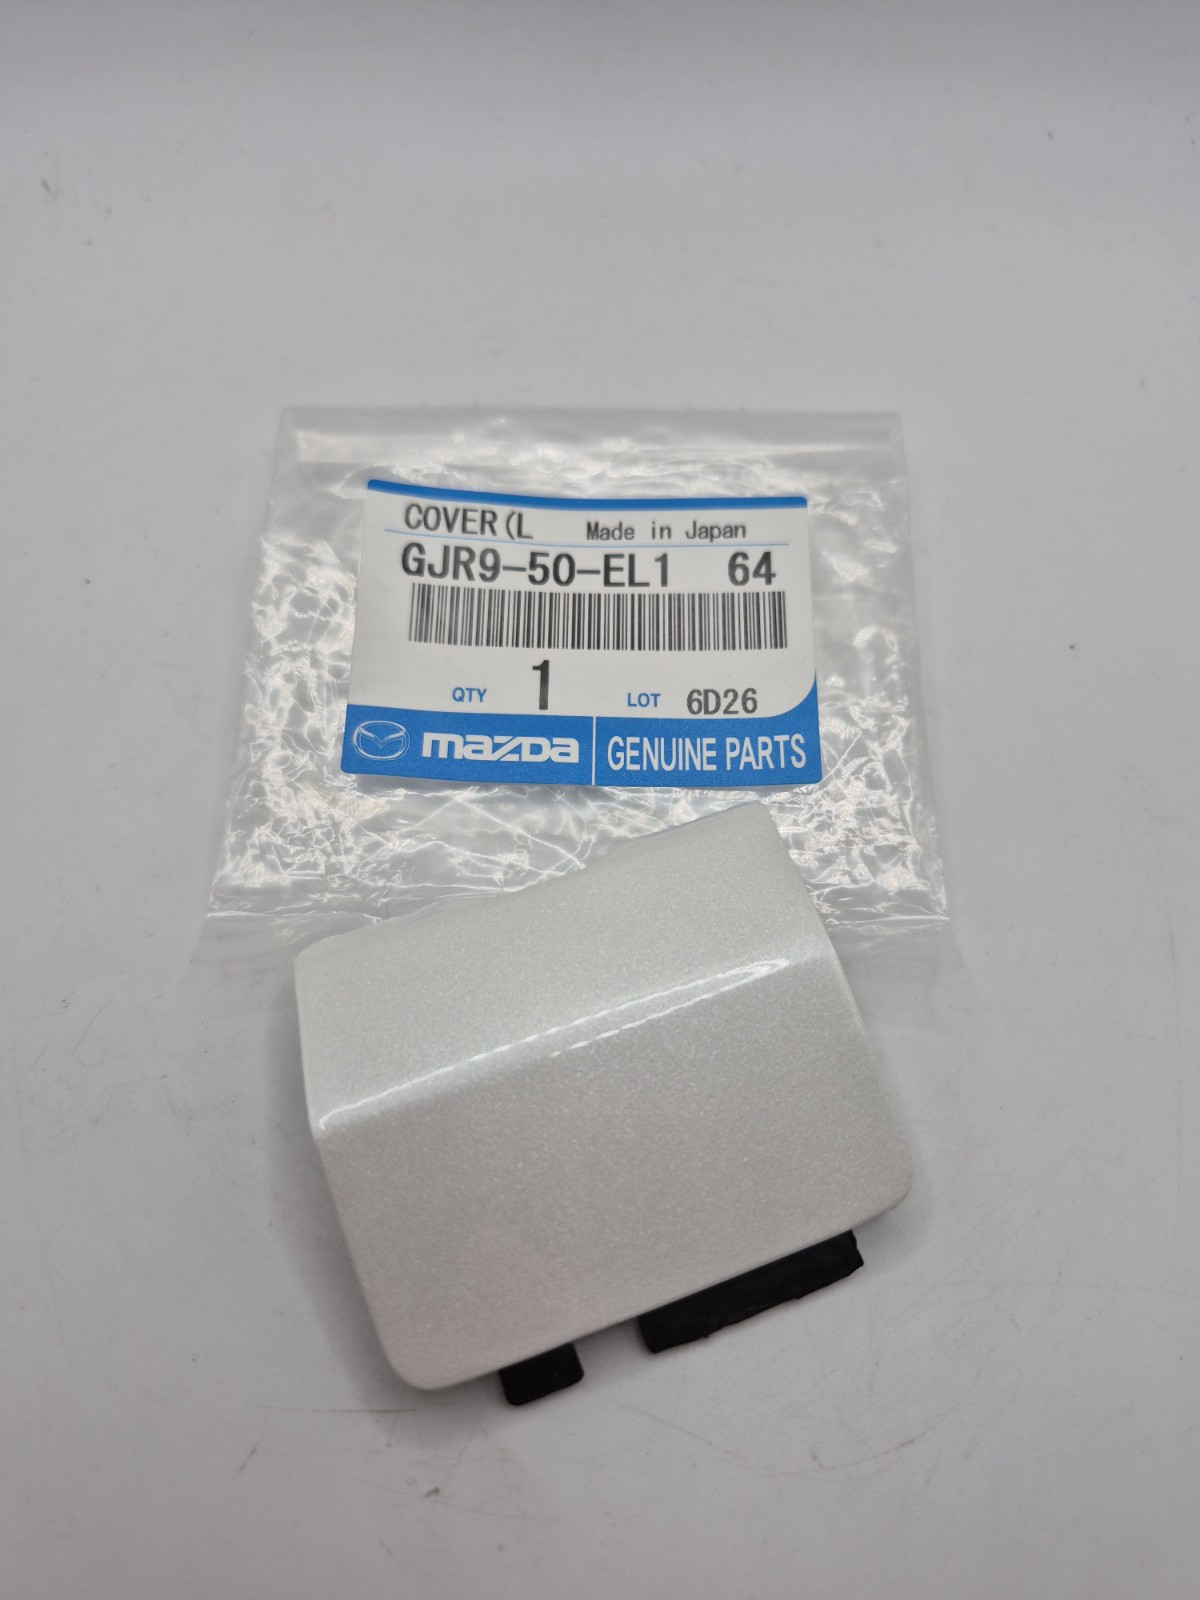 COVER(L Made in Japan
GJR9-50-EL1 64
QTY 1 LOT 6D26
mazda GENUINE PARTS